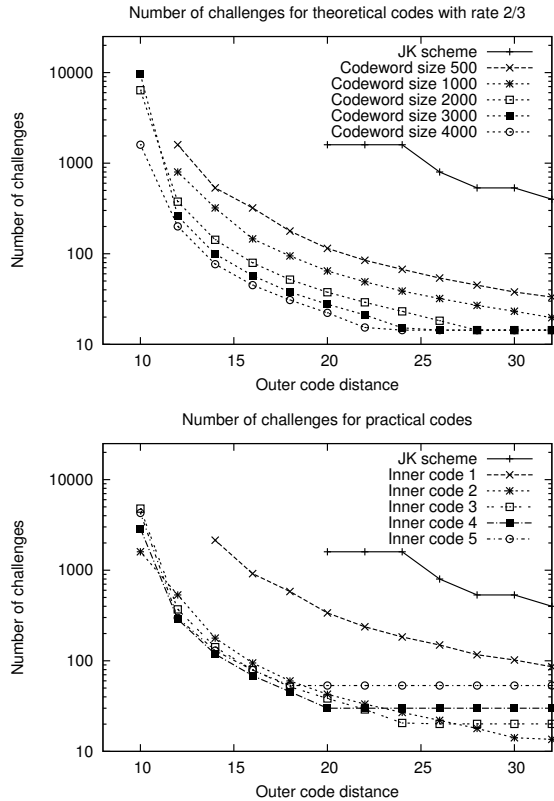 Number of challenges for theoretical codes with rate 2/3
JK scheme
Codeword size 500
Codeword size 1000
Codeword size 2000
Codeword size 3000
Codeword size 4000
10000
1000
100
10
Number of challenges
10 15 20 25 30
Outer code distance
Number of challenges for practical codes
JK scheme
Inner code 1
Inner code 2
Inner code 3
Inner code 4
Inner code 5
10000
1000
100
10
Number of challenges
10 15 20 25 30
Outer code distance